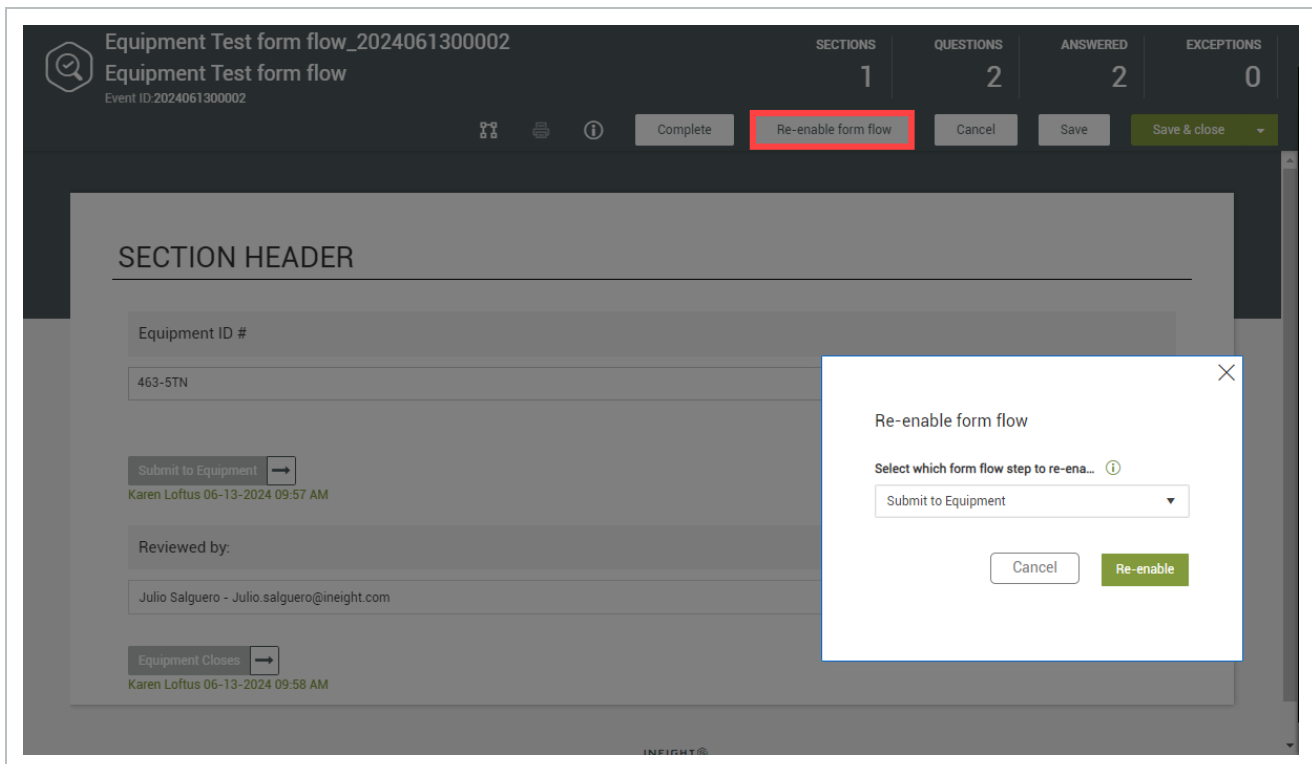 Equipment Test form flow_2024061300002
Equipment Test form flow
Event ID:2024061300002
SECTIONS QUESTIONS ANSWERED EXCEPTIONS
1 2 2 0
Complete Re-enable form flow Cancel Save Save & close
SECTION HEADER
Equipment ID #
463-5TN
Submit to Equipment
Karen Loftus 06-13-2024 09:57 AM
Reviewed by:
Julio Salguero - Julio.salguero@ineight.com
Equipment Closes
Karen Loftus 06-13-2024 09:58 AM
Re-enable form flow
Select which form flow step to re-ena...
Submit to Equipment
Cancel Re-enable
INEIGHT